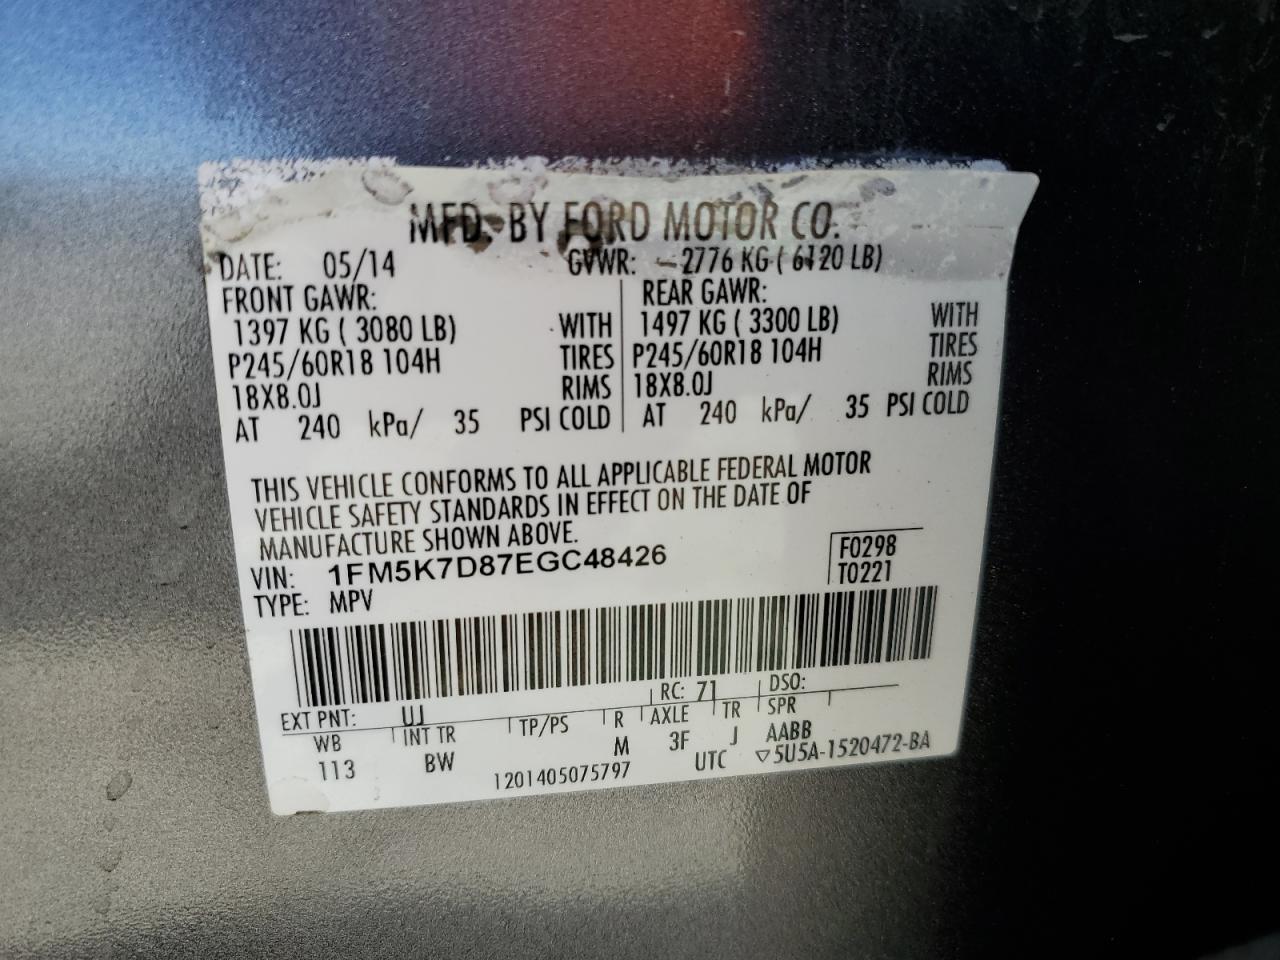 MFD. BY FORD MOTOR CO.
DATE: 05/14 GVWR: 2776 KG ( 6120 LB)
FRONT GAWR: REAR GAWR:
1397 KG ( 3080 LB) WITH 1497 KG ( 3300 LB) WITH
P245/60R18 104H TIRES P245/60R18 104H TIRES
18X8.0J RIMS 18X8.0J RIMS
AT 240 kPa/ 35 PSI COLD AT 240 kPa/ 35 PSI COLD
THIS VEHICLE CONFORMS TO ALL APPLICABLE FEDERAL MOTOR
VEHICLE SAFETY STANDARDS IN EFFECT ON THE DATE OF
MANUFACTURE SHOWN ABOVE.
VIN: 1FM5K7D87EGC48426 F0298
TYPE: MPV T0221
EXT PNT: UJ RC: 71 DSO:
WB INT TR TP/PS R AXLE TR SPR
113 BW M 3F J AABB
1201405075797 UTC ▽5U5A-1520472-BA